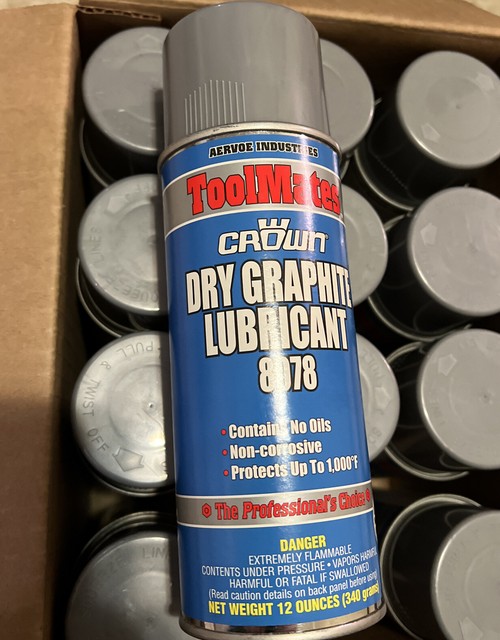 AERVOE INDUSTRIES
ToolMates
CROWN
DRY GRAPHITE
LUBRICANT
8078
• Contains No Oils
• Non-corrosive
• Protects Up To 1,000°F
The Professional's Choice
DANGER
EXTREMELY FLAMMABLE
CONTENTS UNDER PRESSURE • VAPORS HARMFUL
HARMFUL OR FATAL IF SWALLOWED
(Read caution details on back panel before using)
NET WEIGHT 12 OUNCES (340 grams)
PULL &
TWIST OFF